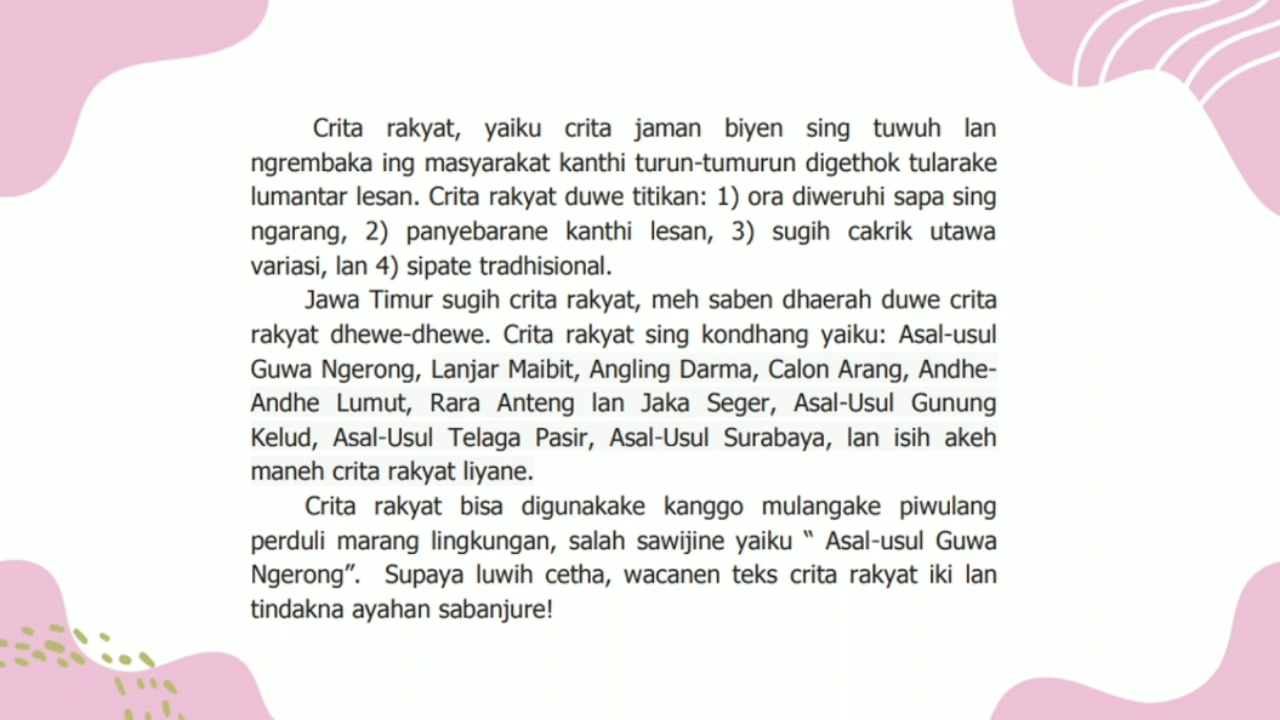 Crita rakyat, yaiku crita jaman biyen sing tuwuh lan
ngrembaka ing masyarakat kanthi turun-tumurun digethok tularake
lumantar lesan. Crita rakyat duwe titikan: 1) ora diweruhi sapa sing
ngarang, 2) panyebarane kanthi lesan, 3) sugih cakrik utawa
variasi, lan 4) sipate tradhisional.
Jawa Timur sugih crita rakyat, meh saben dhaerah duwe crita
rakyat dhewe-dhewe. Crita rakyat sing kondhang yaiku: Asal-usul
Guwa Ngerong, Lanjar Maibit, Angling Darma, Calon Arang, Andhe-
Andhe Lumut, Rara Anteng lan Jaka Seger, Asal-Usul Gunung
Kelud, Asal-Usul Telaga Pasir, Asal-Usul Surabaya, lan isih akeh
maneh crita rakyat liyane.
Crita rakyat bisa digunakake kanggo mulangake piwulang
perduli marang lingkungan, salah sawijine yaiku “ Asal-usul Guwa
Ngerong”.  Supaya luwih cetha, wacanen teks crita rakyat iki lan
tindakna ayahan sabanjure!